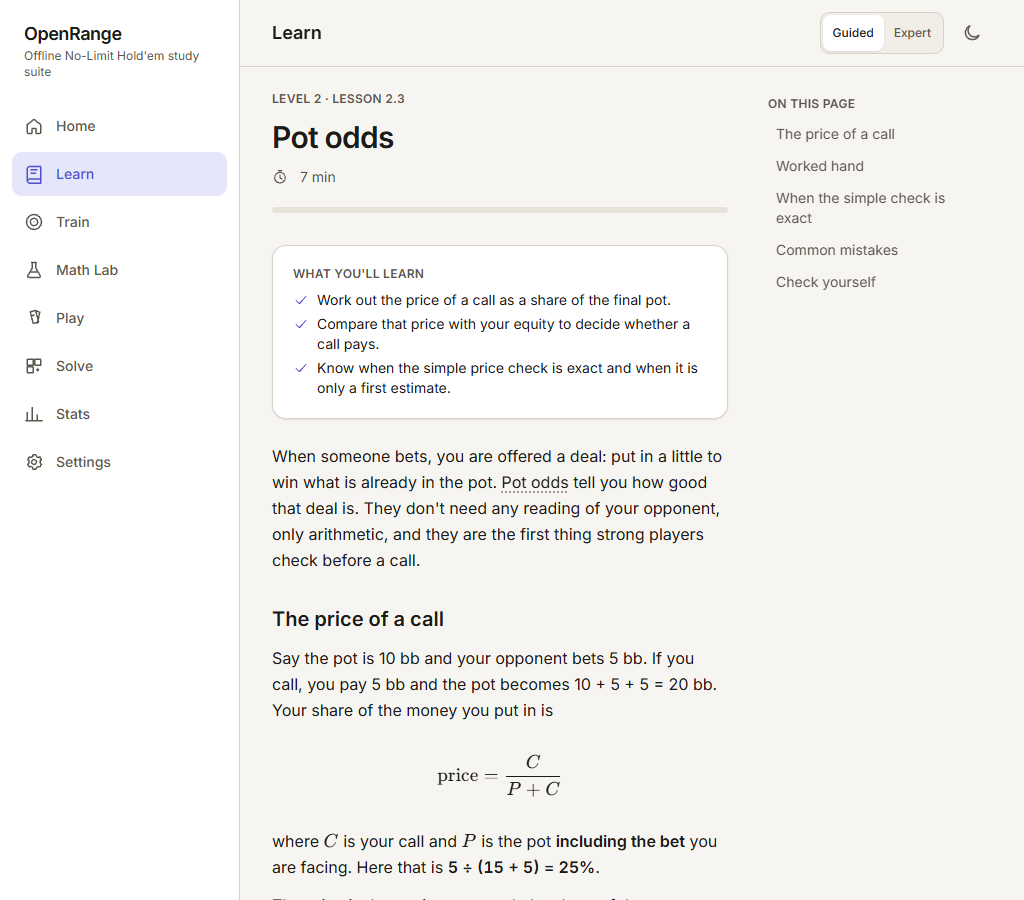 OpenRange
Offline No-Limit Hold'em study
suite
Home
Learn
Train
Math Lab
Play
Solve
Stats
Settings
Learn
Guided
Expert
LEVEL 2 · LESSON 2.3
Pot odds
7 min
WHAT YOU'LL LEARN
Work out the price of a call as a share of the final pot.
Compare that price with your equity to decide whether a
call pays.
Know when the simple price check is exact and when it is
only a first estimate.
When someone bets, you are offered a deal: put in a little to
win what is already in the pot. Pot odds tell you how good
that deal is. They don't need any reading of your opponent,
only arithmetic, and they are the first thing strong players
check before a call.
The price of a call
Say the pot is 10 bb and your opponent bets 5 bb. If you
call, you pay 5 bb and the pot becomes 10 + 5 + 5 = 20 bb.
Your share of the money you put in is
price = C / (P + C)
where C is your call and P is the pot including the bet you
are facing. Here that is 5 ÷ (15 + 5) = 25%.
ON THIS PAGE
The price of a call
Worked hand
When the simple check is
exact
Common mistakes
Check yourself